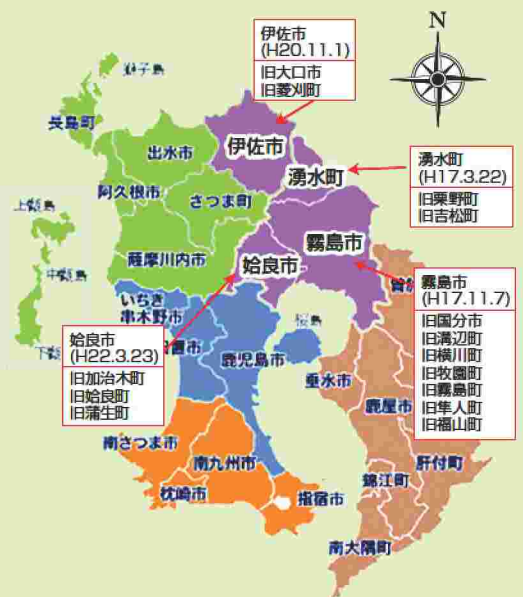 N
伊佐市
(H20.11.1)
旧大口市
旧菱刈町
獅子島
長島町
出水市
伊佐市
湧水町
湧水町
(H17.3.22)
旧栗野町
旧吉松町
阿久根市
さつま町
上甑島
中甑島
下甑
薩摩川内市
姶良市
霧島市
霧島市
(H17.11.7)
旧国分市
旧溝辺町
旧横川町
旧牧園町
旧霧島町
旧隼人町
旧福山町
いちき
串木野市
置市
姶良市
(H22.3.23)
旧加治木町
旧姶良町
旧蒲生町
鹿児島市
桜島
垂水市
鹿屋市
南さつま市
南九州市
枕崎市
指宿市
錦江町
肝付町
南大隅町